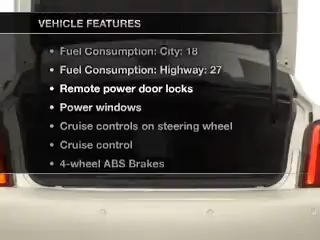 VEHICLE FEATURES
• Fuel Consumption: City: 18
• Fuel Consumption: Highway: 27
• Remote power door locks
• Power windows
• Cruise controls on steering wheel
• Cruise control
• 4-wheel ABS Brakes